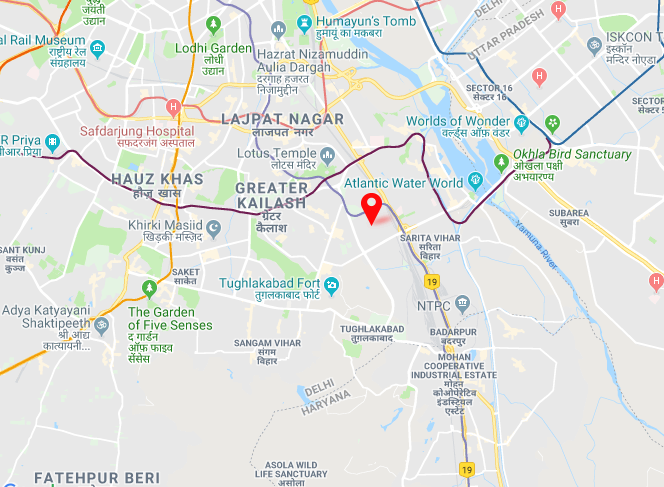 जयंती
उद्यान
Humayun's Tomb
हुमायूं का मकबरा
DELHI
UTTAR PRADESH
Rail Museum
राष्ट्रीय रेल
संग्रहालय
Lodhi Garden
लोधी
उद्यान
Hazrat Nizamuddin
Aulia Dargah
दरगाह हजरत
निजामुद्दीन
ISKCON T
इस्कॉन
मन्दिर नोएडा
SECTOR 16
सेक्टर 16
SECTOR 5
सेक्टर 5
LAJPAT NAGAR
लाजपत नगर
Safdarjung Hospital
सफदरजंग अस्पताल
Worlds of Wonder
वर्ल्ड्स ऑफ़ वंडर
R Priya
पीआर प्रिया
Lotus Temple
लोटस मंदिर
Okhla Bird Sanctuary
ओखला पक्षी
अभयारण्य
HAUZ KHAS
हौज़ खास
GREATER
KAILASH
ग्रेटर
कैलाश
Atlantic Water World
SUBAREA
सुबरा
Khirki Masjid
खिड़की मस्जिद
SARITA VIHAR
सरिता
विहार
Yamuna River
SANT KUNJ
वसंत
कुञ्ज
SAKET
साकेत
Tughlakabad Fort
तुगलकाबाद फोर्ट
19
NTPC
Adya Katyayani
Shaktipeeth
श्री आद्य
कात्यायनी...
The Garden
of Five Senses
द गार्डन
ऑफ फाइव
सेंसेस
TUGHLAKABAD
तुगलकाबाद
BADARPUR
बदरपुर
SANGAM VIHAR
संगम
विहार
MOHAN
COOPERATIVE
INDUSTRIAL ESTATE
मोहन
कोओपेरेटिव
इंडस्ट्रियल
एस्टेट
DELHI
HARYANA
19
ASOLA WILD
LIFE SANCTUARY
असोला
FATEHPUR BERI